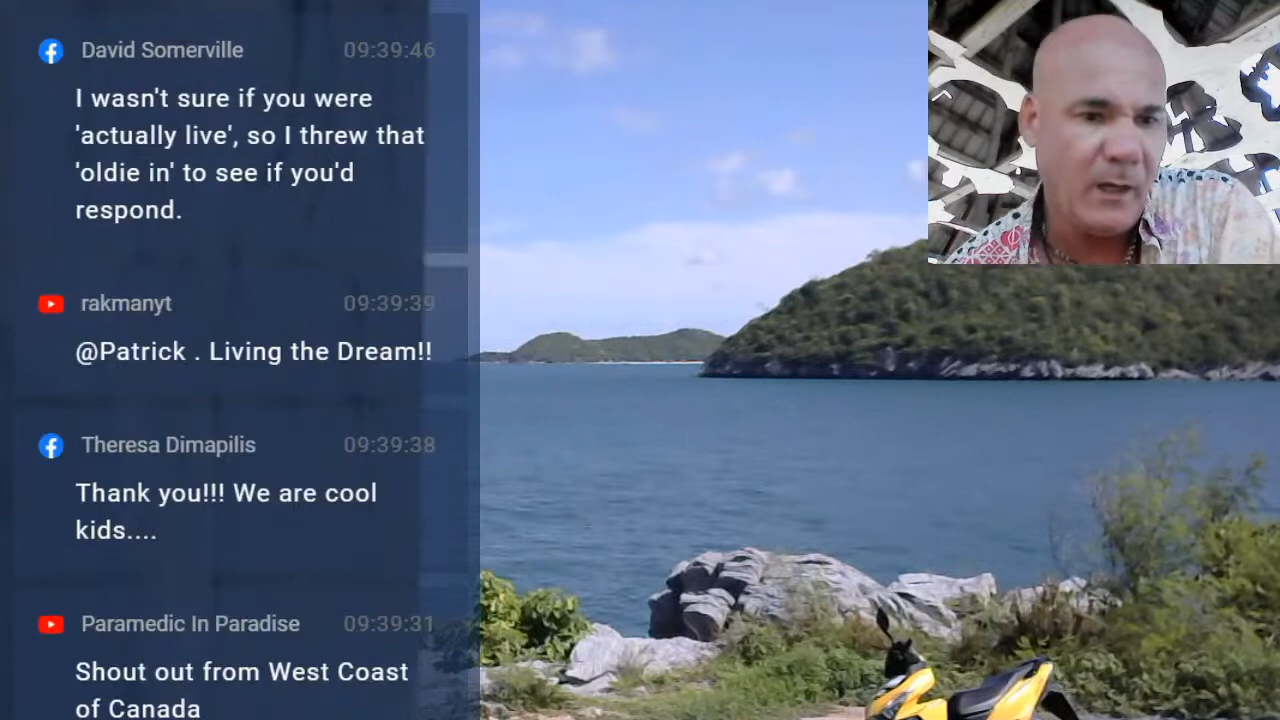 David Somerville 09:39:46
I wasn't sure if you were
'actually live', so I threw that
'oldie in' to see if you'd
respond.
rakmanyt 09:39:39
@Patrick . Living the Dream!!
Theresa Dimapilis 09:39:38
Thank you!!! We are cool
kids....
Paramedic In Paradise 09:39:31
Shout out from West Coast
of Canada